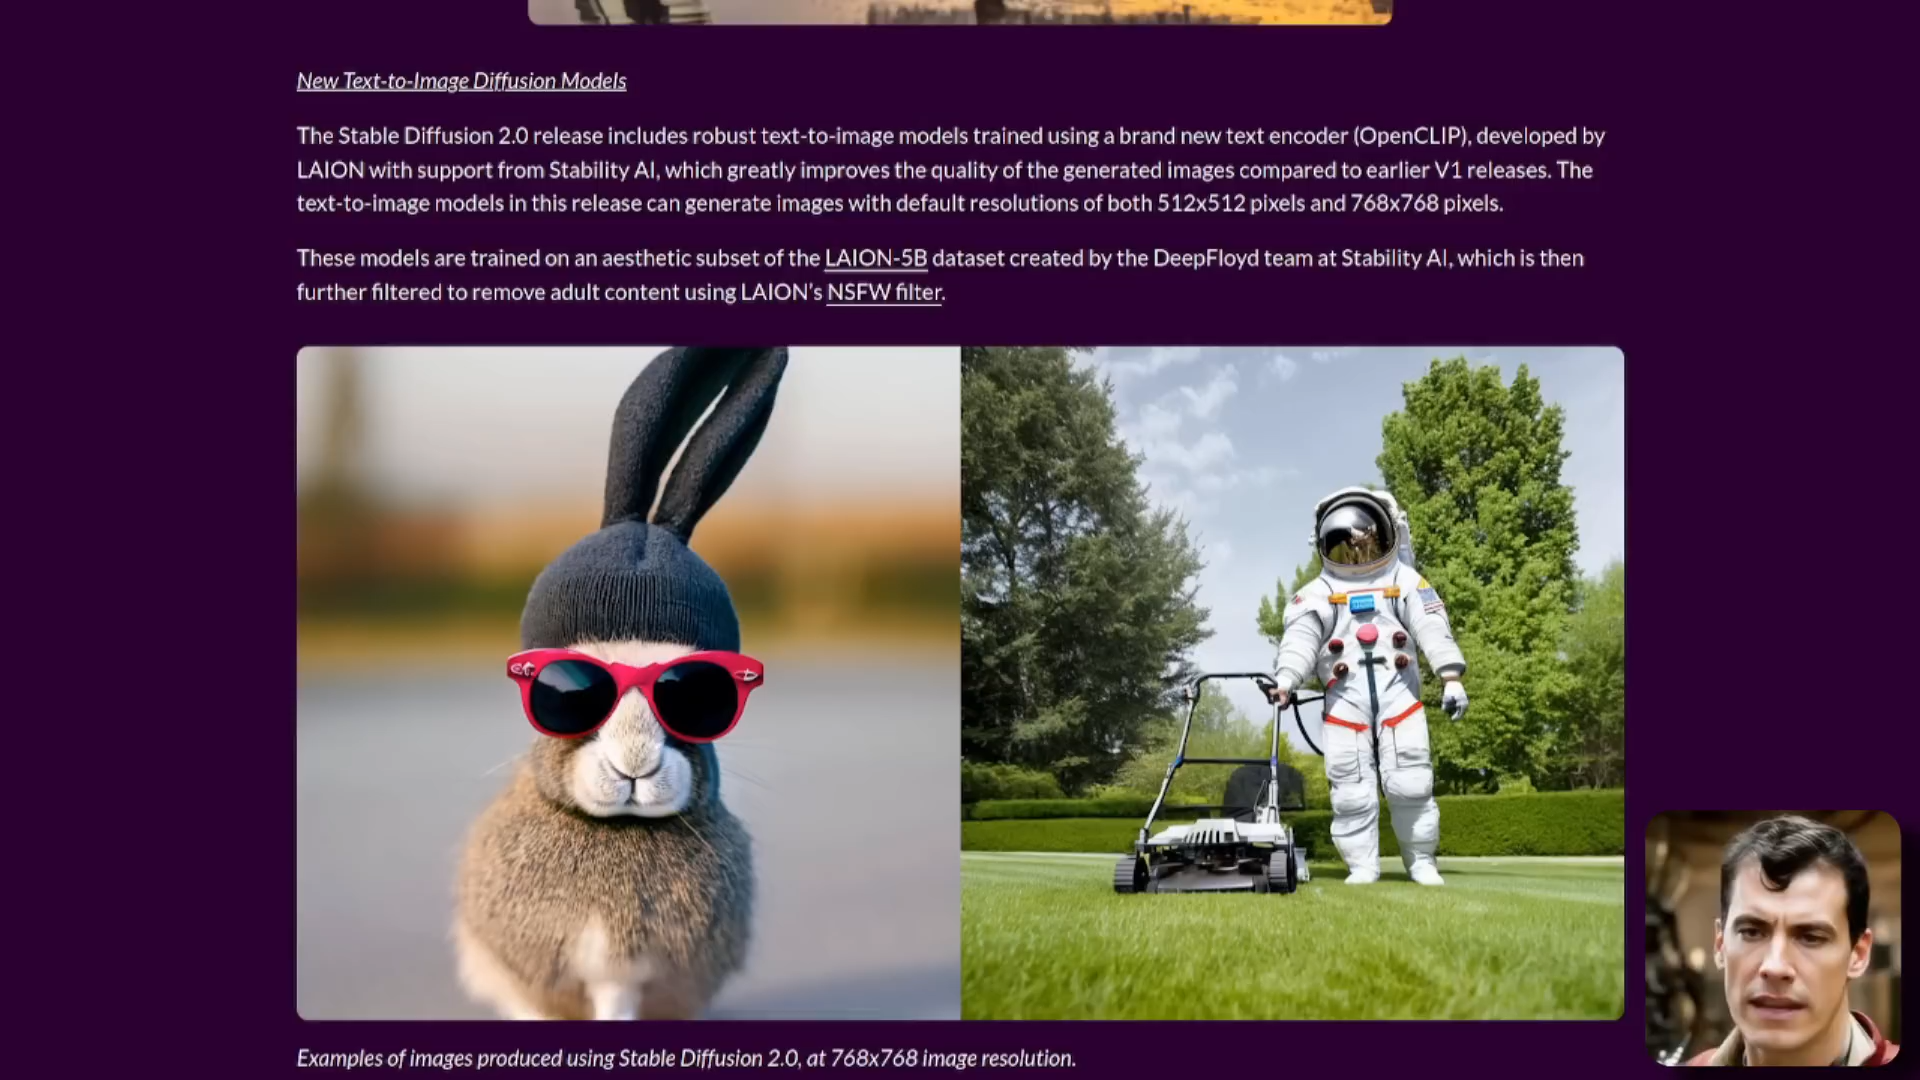 New Text-to-Image Diffusion Models
The Stable Diffusion 2.0 release includes robust text-to-image models trained using a brand new text encoder (OpenCLIP), developed by
LAION with support from Stability AI, which greatly improves the quality of the generated images compared to earlier V1 releases. The
text-to-image models in this release can generate images with default resolutions of both 512x512 pixels and 768x768 pixels.
These models are trained on an aesthetic subset of the LAION-5B dataset created by the DeepFloyd team at Stability AI, which is then
further filtered to remove adult content using LAION’s NSFW filter.
Examples of images produced using Stable Diffusion 2.0, at 768x768 image resolution.